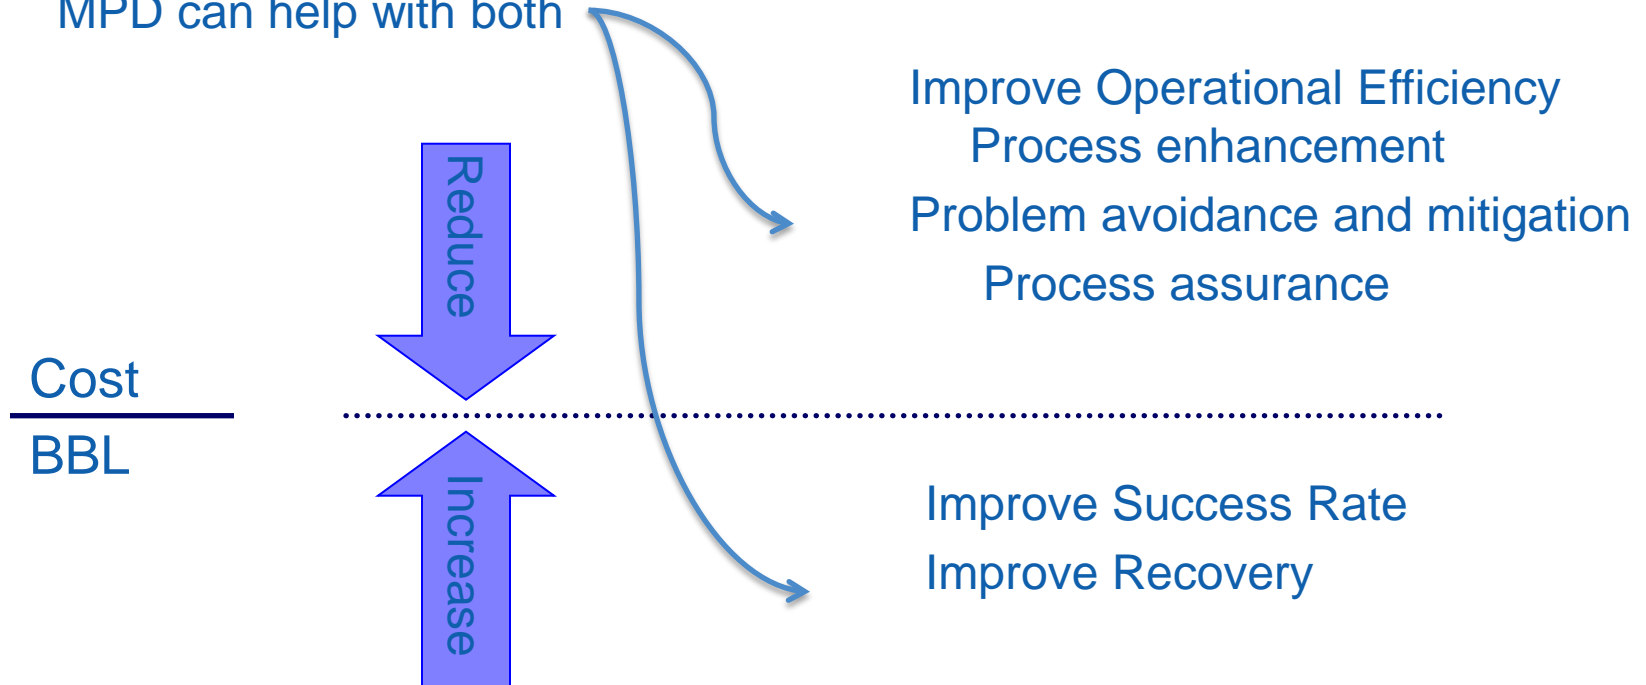 MPD can help with both
Improve Operational Efficiency
Process enhancement
Problem avoidance and mitigation
Process assurance
Reduce
Cost
BBL
Increase
Improve Success Rate
Improve Recovery